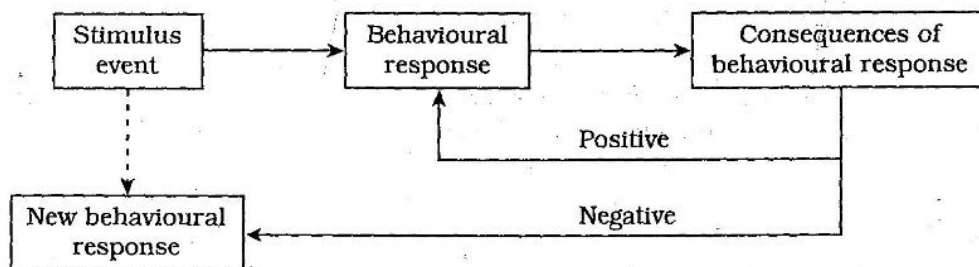 Stimulus
event
Behavioural
response
Consequences of
behavioural response
Positive
Negative
New behavioural
response